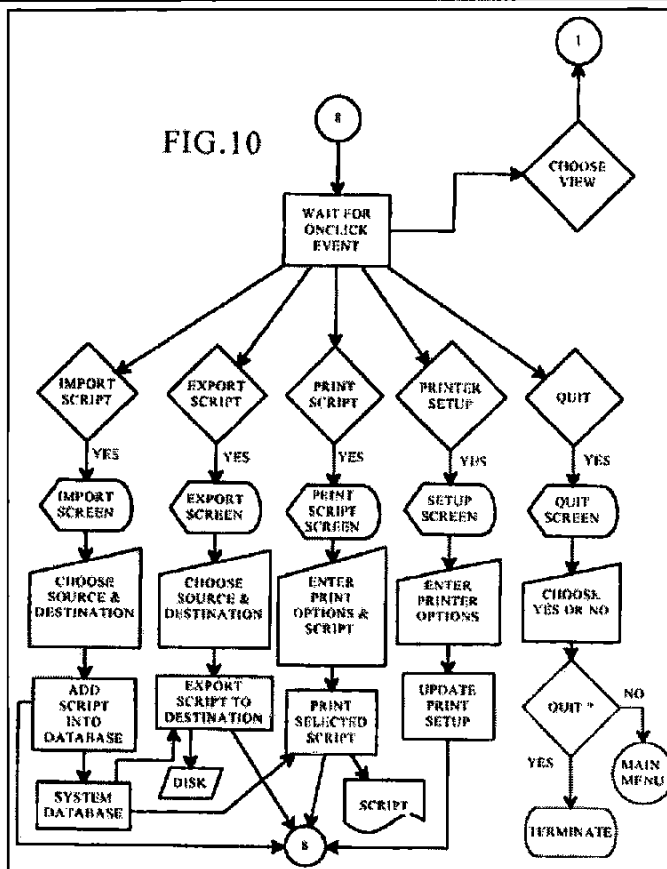 1
8
FIG.10
CHOOSE
VIEW
WAIT FOR
ONCLICK
EVENT
IMPORT
SCRIPT
EXPORT
SCRIPT
PRINT
SCRIPT
PRINTER
SETUP
QUIT
YES
YES
YES
YES
YES
IMPORT
SCREEN
EXPORT
SCREEN
PRINT
SCRIPT
SCREEN
SETUP
SCREEN
QUIT
SCREEN
CHOOSE
SOURCE &
DESTINATION
CHOOSE
SOURCE &
DESTINATION
ENTER
PRINT
OPTIONS &
SCRIPT
ENTER
PRINTER
OPTIONS
CHOOSE
YES OR NO
ADD
SCRIPT
INTO
DATABASE
EXPORT
SCRIPT TO
DESTINATION
PRINT
SELECTED
SCRIPT
UPDATE
PRINT
SETUP
QUIT ?
NO
YES
MAIN
MENU
SYSTEM
DATABASE
DISK
SCRIPT
8
TERMINATE